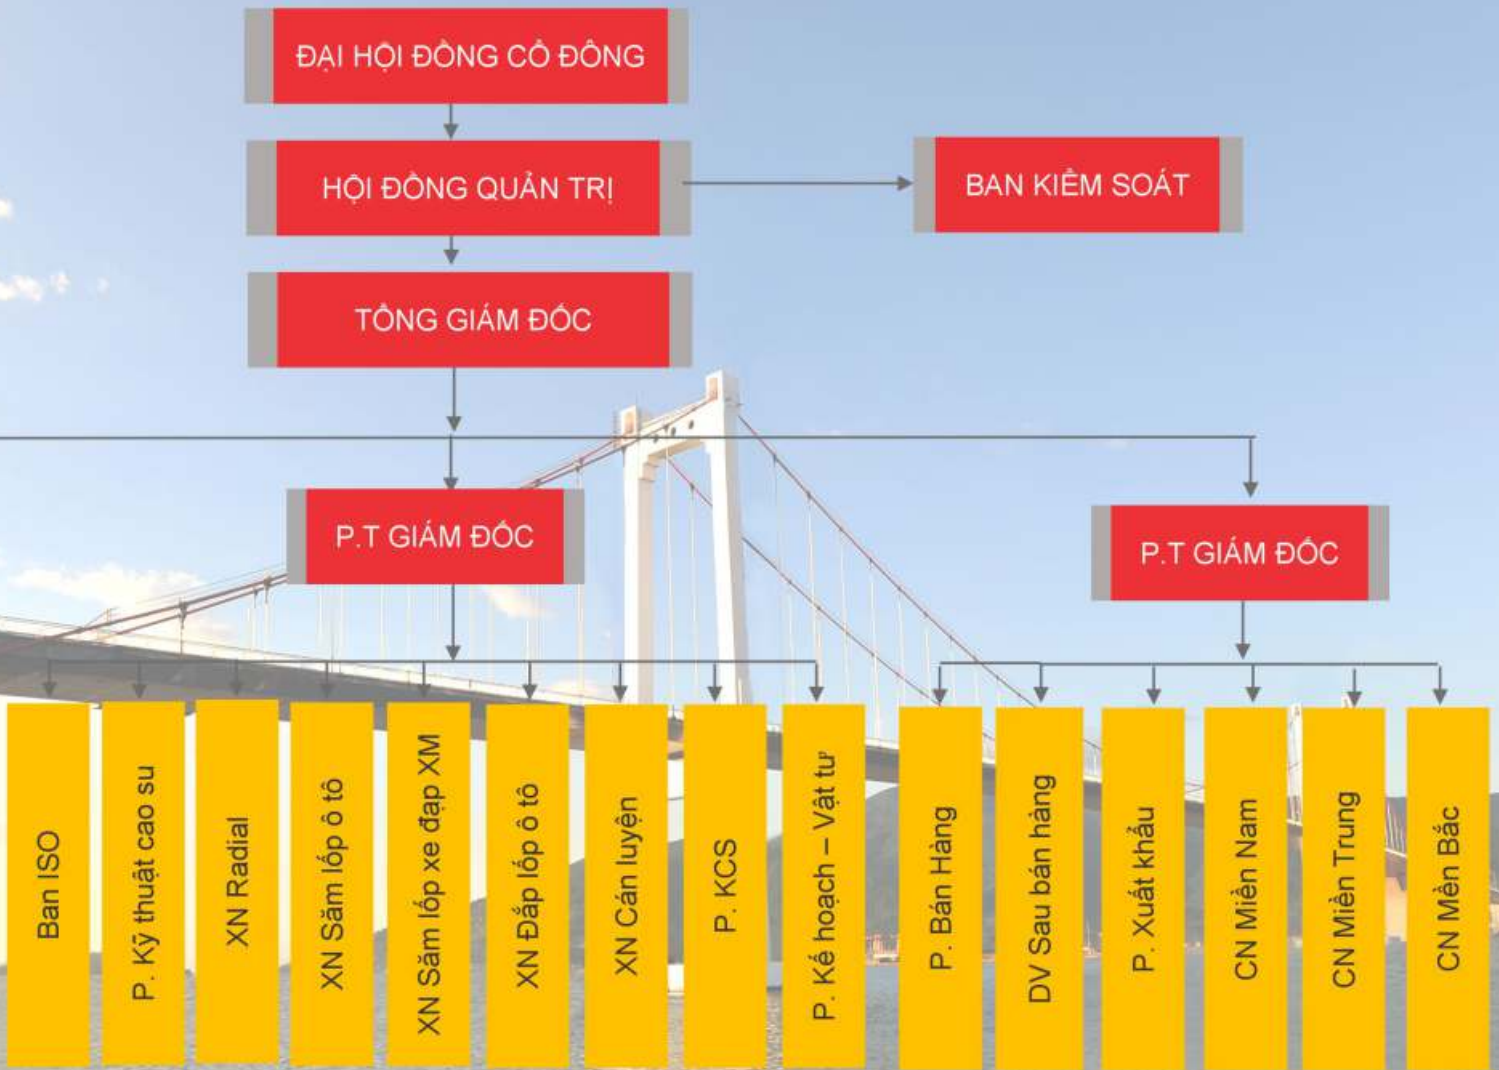 ĐẠI HỘI ĐỒNG CỔ ĐÔNG
HỘI ĐỒNG QUẢN TRỊ
BAN KIỂM SOÁT
TỔNG GIÁM ĐỐC
P.T GIÁM ĐỐC
P.T GIÁM ĐỐC
Ban ISO
P. Kỹ thuật cao su
XN Radial
XN Săm lốp ô tô
XN Săm lốp xe đạp XM
XN Đắp lốp ô tô
XN Cán luyện
P. KCS
P. Kế hoạch – Vật tư
P. Bán Hàng
DV Sau bán hàng
P. Xuất khẩu
CN Miền Nam
CN Miền Trung
CN Mền Bắc